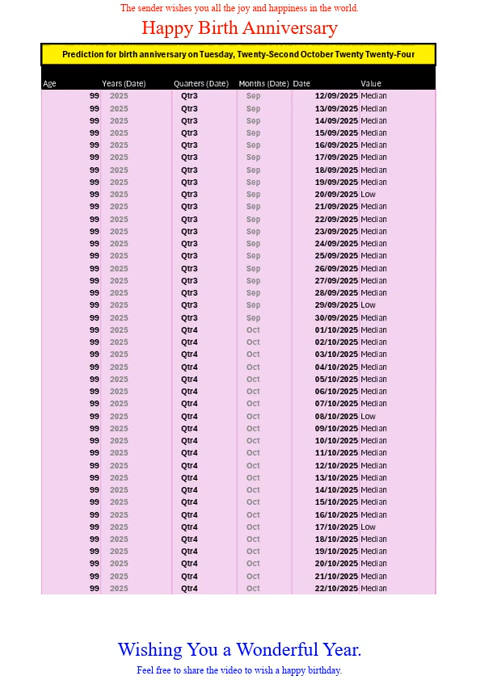 The sender wishes you all the joy and happiness in the world.
Happy Birth Anniversary
Prediction for birth anniversary on Tuesday, Twenty-Second October Twenty Twenty-Four
Age Years (Date) Quarters (Date) Months (Date) Date Value
99 2025 Qtr3 Sep 12/09/2025 Median
99 2025 Qtr3 Sep 13/09/2025 Median
99 2025 Qtr3 Sep 14/09/2025 Median
99 2025 Qtr3 Sep 15/09/2025 Median
99 2025 Qtr3 Sep 16/09/2025 Median
99 2025 Qtr3 Sep 17/09/2025 Median
99 2025 Qtr3 Sep 18/09/2025 Median
99 2025 Qtr3 Sep 19/09/2025 Median
99 2025 Qtr3 Sep 20/09/2025 Low
99 2025 Qtr3 Sep 21/09/2025 Median
99 2025 Qtr3 Sep 22/09/2025 Median
99 2025 Qtr3 Sep 23/09/2025 Median
99 2025 Qtr3 Sep 24/09/2025 Median
99 2025 Qtr3 Sep 25/09/2025 Median
99 2025 Qtr3 Sep 26/09/2025 Median
99 2025 Qtr3 Sep 27/09/2025 Median
99 2025 Qtr3 Sep 28/09/2025 Median
99 2025 Qtr3 Sep 29/09/2025 Low
99 2025 Qtr3 Sep 30/09/2025 Median
99 2025 Qtr4 Oct 01/10/2025 Median
99 2025 Qtr4 Oct 02/10/2025 Median
99 2025 Qtr4 Oct 03/10/2025 Median
99 2025 Qtr4 Oct 04/10/2025 Median
99 2025 Qtr4 Oct 05/10/2025 Median
99 2025 Qtr4 Oct 06/10/2025 Median
99 2025 Qtr4 Oct 07/10/2025 Median
99 2025 Qtr4 Oct 08/10/2025 Low
99 2025 Qtr4 Oct 09/10/2025 Median
99 2025 Qtr4 Oct 10/10/2025 Median
99 2025 Qtr4 Oct 11/10/2025 Median
99 2025 Qtr4 Oct 12/10/2025 Median
99 2025 Qtr4 Oct 13/10/2025 Median
99 2025 Qtr4 Oct 14/10/2025 Median
99 2025 Qtr4 Oct 15/10/2025 Median
99 2025 Qtr4 Oct 16/10/2025 Median
99 2025 Qtr4 Oct 17/10/2025 Low
99 2025 Qtr4 Oct 18/10/2025 Median
99 2025 Qtr4 Oct 19/10/2025 Median
99 2025 Qtr4 Oct 20/10/2025 Median
99 2025 Qtr4 Oct 21/10/2025 Median
99 2025 Qtr4 Oct 22/10/2025 Median
Wishing You a Wonderful Year.
Feel free to share the video to wish a happy birthday.